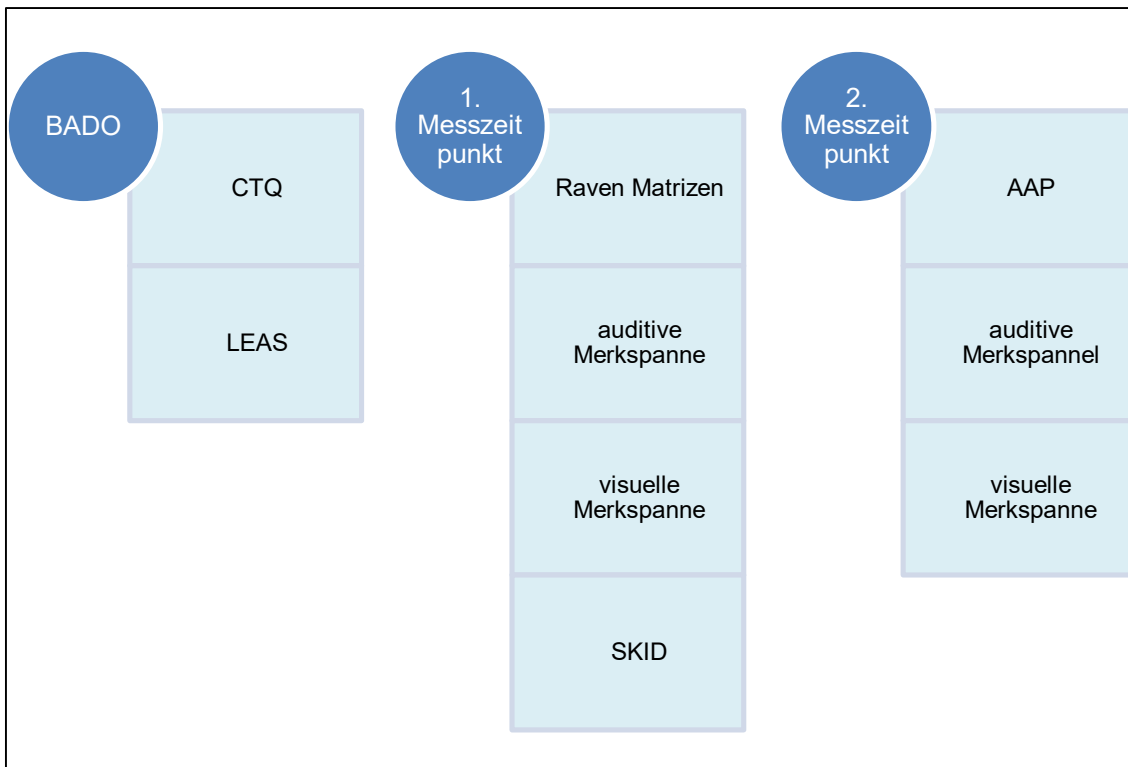 BADO
CTQ
LEAS
1.
Messzeit
punkt
Raven Matrizen
auditive
Merkspanne
visuelle
Merkspanne
SKID
2.
Messzeit
punkt
AAP
auditive
Merkspannel
visuelle
Merkspanne